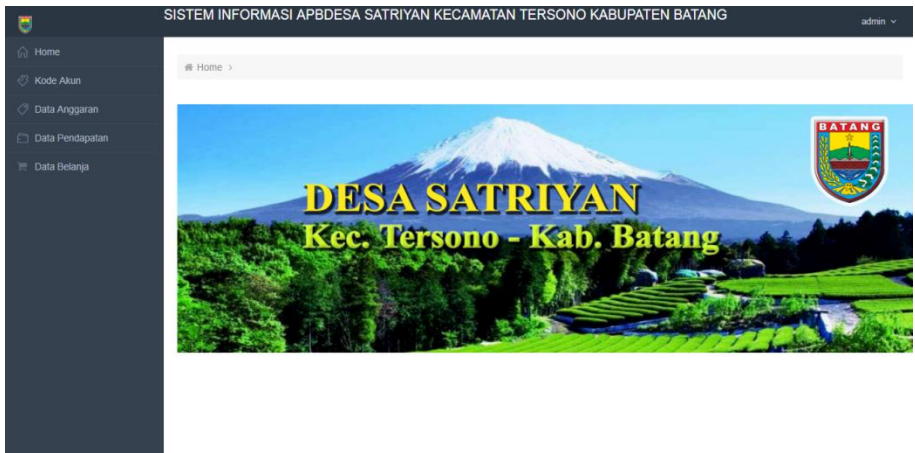 SISTEM INFORMASI APBDESA SATRIYAN KECAMATAN TERSONO KABUPATEN BATANG
admin
Home
Kode Akun
Data Anggaran
Data Pendapatan
Data Belanja
Home >
BATANG
DESA SATRIYAN
Kec. Tersono - Kab. Batang